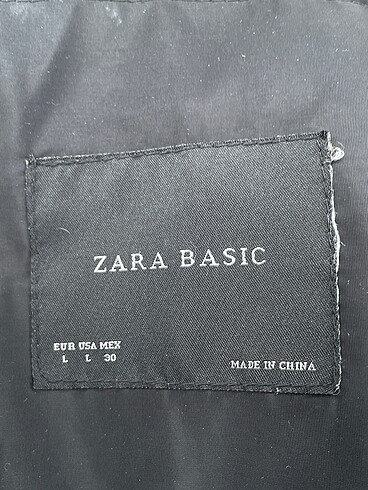 ZARA BASIC
EUR USA MEX
L L 30
MADE IN CHINA